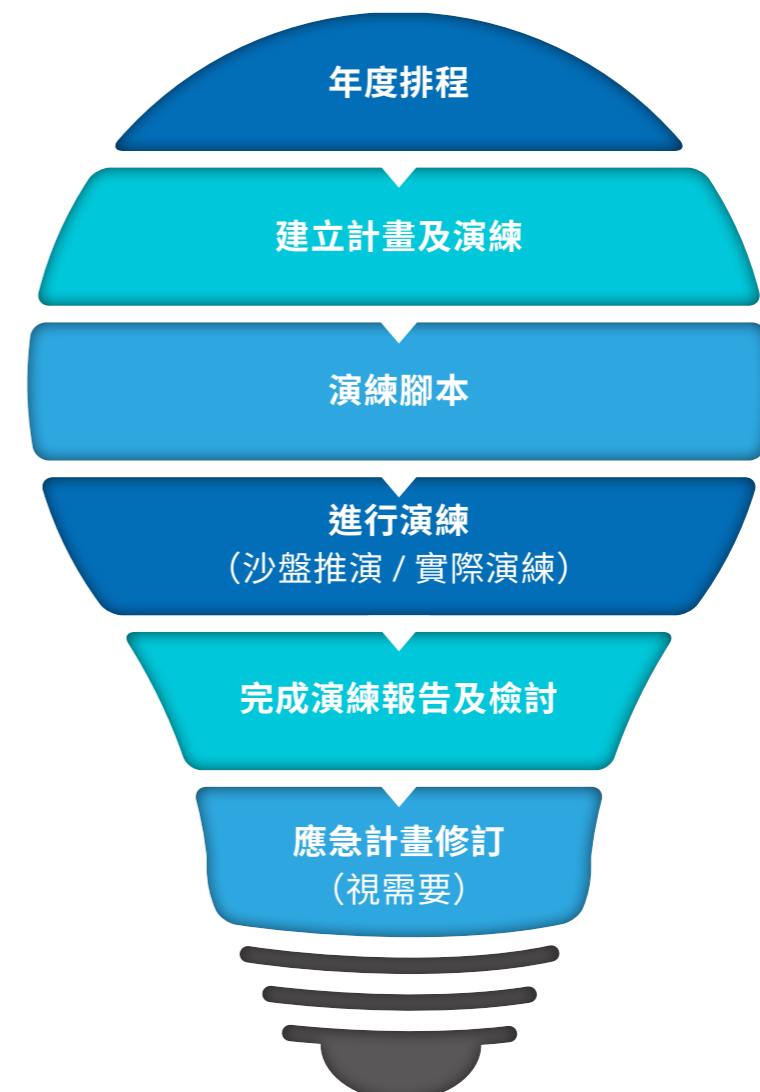 年度排程
建立計畫及演練
演練腳本
進行演練
（沙盤推演 / 實際演練）
完成演練報告及檢討
應急計畫修訂
（視需要）